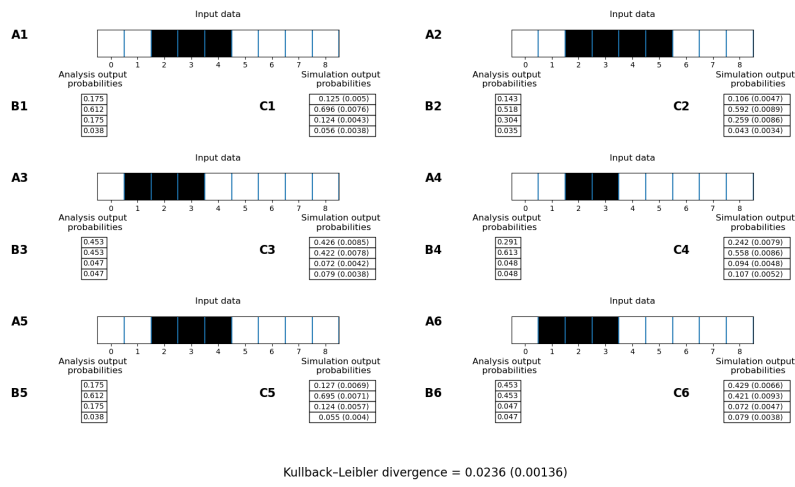 Input data
A1
0 1 2 3 4 5 6 7 8
Analysis output
probabilities
Simulation output
probabilities
B1
0.175
0.612
0.175
0.038
C1
0.125 (0.005)
0.696 (0.0076)
0.124 (0.0043)
0.056 (0.0038)
Input data
A2
0 1 2 3 4 5 6 7 8
Analysis output
probabilities
Simulation output
probabilities
B2
0.143
0.518
0.304
0.035
C2
0.106 (0.0047)
0.592 (0.0089)
0.259 (0.0086)
0.043 (0.0034)
Input data
A3
0 1 2 3 4 5 6 7 8
Analysis output
probabilities
Simulation output
probabilities
B3
0.453
0.453
0.047
0.047
C3
0.426 (0.0085)
0.422 (0.0078)
0.072 (0.0042)
0.079 (0.0038)
Input data
A4
0 1 2 3 4 5 6 7 8
Analysis output
probabilities
Simulation output
probabilities
B4
0.291
0.613
0.048
0.048
C4
0.242 (0.0079)
0.558 (0.0086)
0.094 (0.0048)
0.107 (0.0052)
Input data
A5
0 1 2 3 4 5 6 7 8
Analysis output
probabilities
Simulation output
probabilities
B5
0.175
0.612
0.175
0.038
C5
0.127 (0.0069)
0.695 (0.0071)
0.124 (0.0057)
0.055 (0.004)
Input data
A6
0 1 2 3 4 5 6 7 8
Analysis output
probabilities
Simulation output
probabilities
B6
0.453
0.453
0.047
0.047
C6
0.429 (0.0066)
0.421 (0.0093)
0.072 (0.0047)
0.079 (0.0038)
Kullback–Leibler divergence = 0.0236 (0.00136)